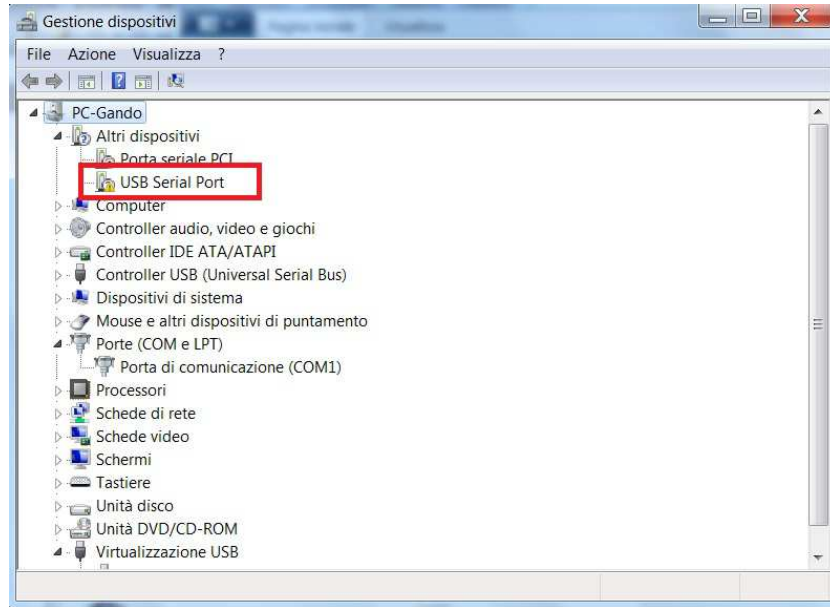 Gestione dispositivi
File Azione Visualizza ?
PC-Gando
Altri dispositivi
Porta seriale PCI
USB Serial Port
Computer
Controller audio, video e giochi
Controller IDE ATA/ATAPI
Controller USB (Universal Serial Bus)
Dispositivi di sistema
Mouse e altri dispositivi di puntamento
Porte (COM e LPT)
Porta di comunicazione (COM1)
Processori
Schede di rete
Schede video
Schermi
Tastiere
Unità disco
Unità DVD/CD-ROM
Virtualizzazione USB